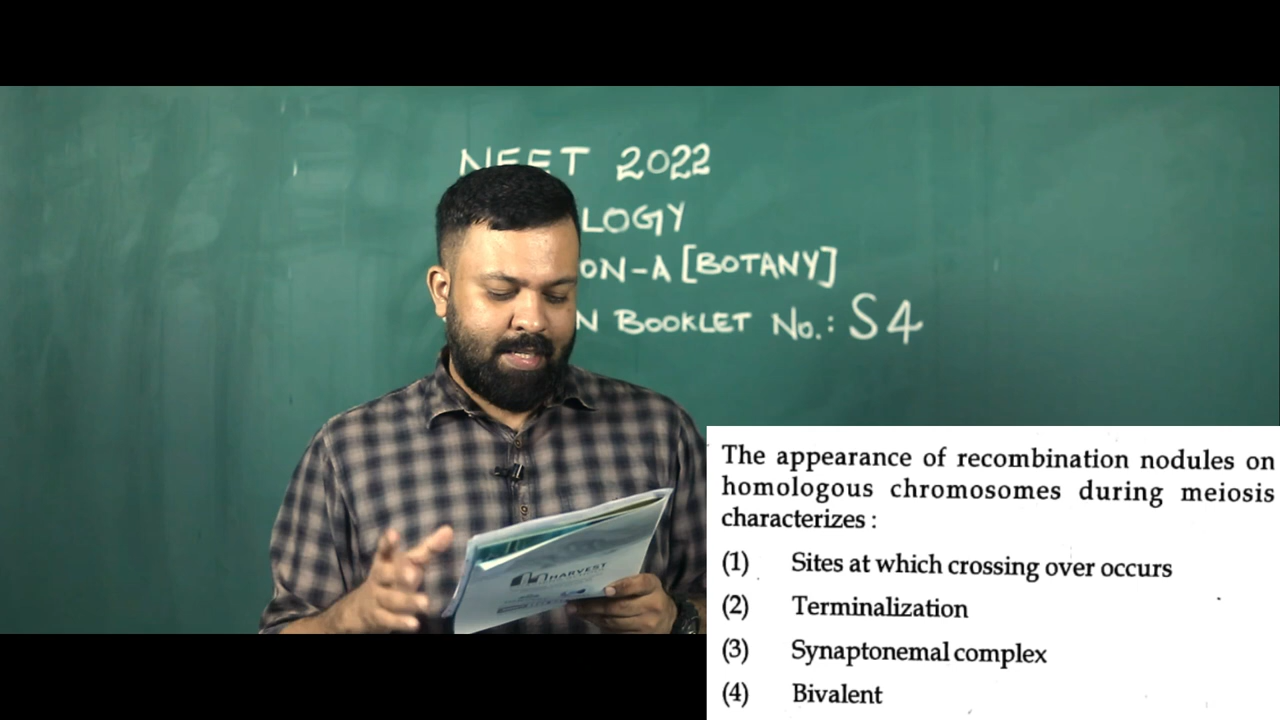 NEET 2022
LOGY
ON-A [BOTANY]
N BOOKLET No.: S4
HARVEST
The appearance of recombination nodules on
homologous chromosomes during meiosis
characterizes :
(1) Sites at which crossing over occurs
(2) Terminalization
(3) Synaptonemal complex
(4) Bivalent